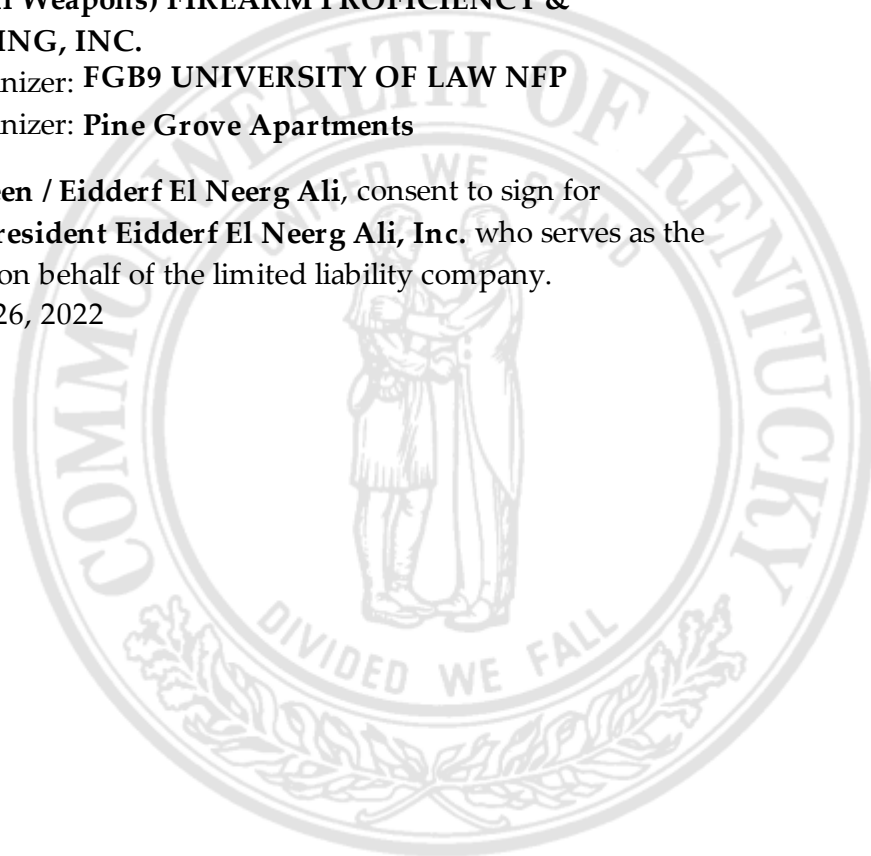 Weapons) FIREARM PROFICIENCY &
ING, INC.
nizer: FGB9 UNIVERSITY OF LAW NFP
nizer: Pine Grove Apartments
een / Eidderf El Neerg Ali, consent to sign for
resident Eidderf El Neerg Ali, Inc. who serves as the
on behalf of the limited liability company.
26, 2022
COMMONWEALTH OF KENTUCKY
UNITED WE STAND
DIVIDED WE FALL